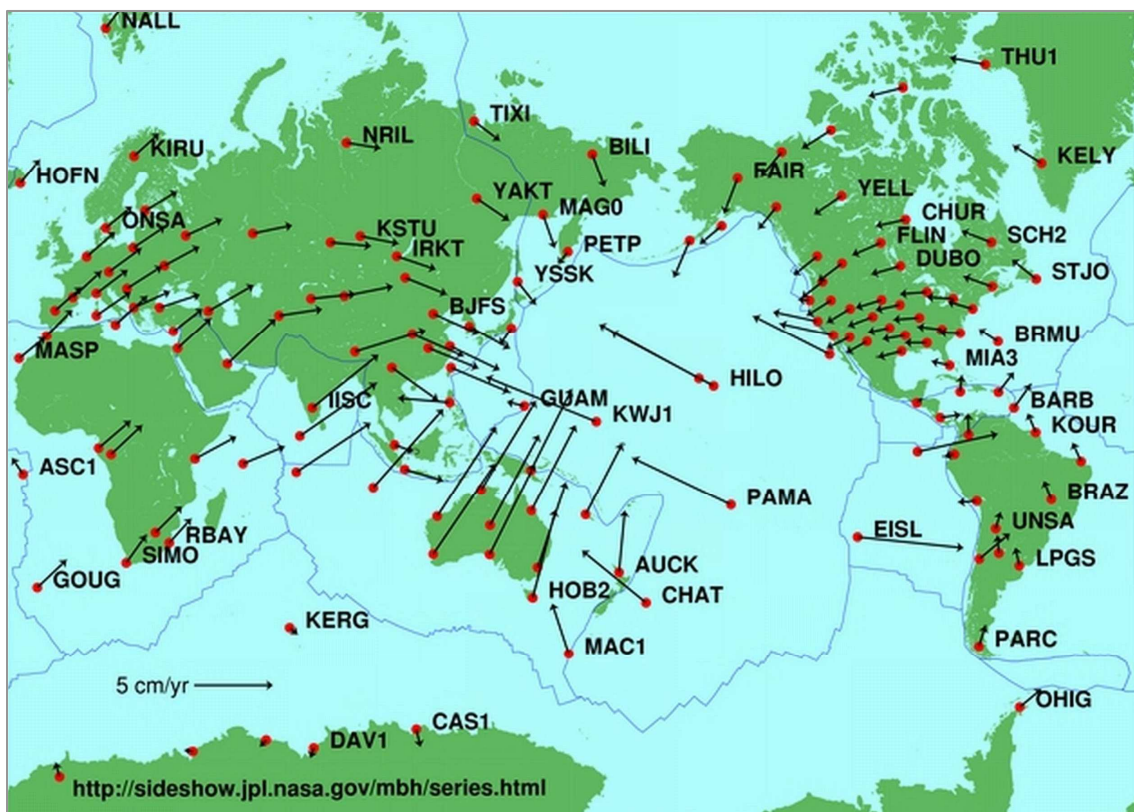 NALL
THU1
TIXI
NRIL
BILI
KIRU
KELY
HOFN
FAIR
YAKT
YELL
MAG0
ONSA
CHUR
KSTU
FLIN
SCH2
IRKT
PETP
DUBO
YSSK
STJO
BJFS
BRMU
MASP
MIA3
HILO
IISC
GUAM
BARB
KWJ1
KOUR
ASC1
PAMA
BRAZ
EISL
UNSA
RBAY
SIMO
LPGS
AUCK
GOUG
HOB2
CHAT
KERG
PARC
MAC1
5 cm/yr
OHIG
CAS1
DAV1
http://sideshow.jpl.nasa.gov/mbh/series.html